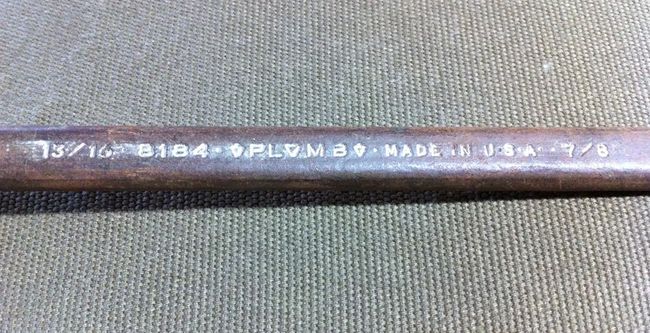 13/16 8184 · ▽PL▽MB▽ · MADE IN U·S·A· 7/8